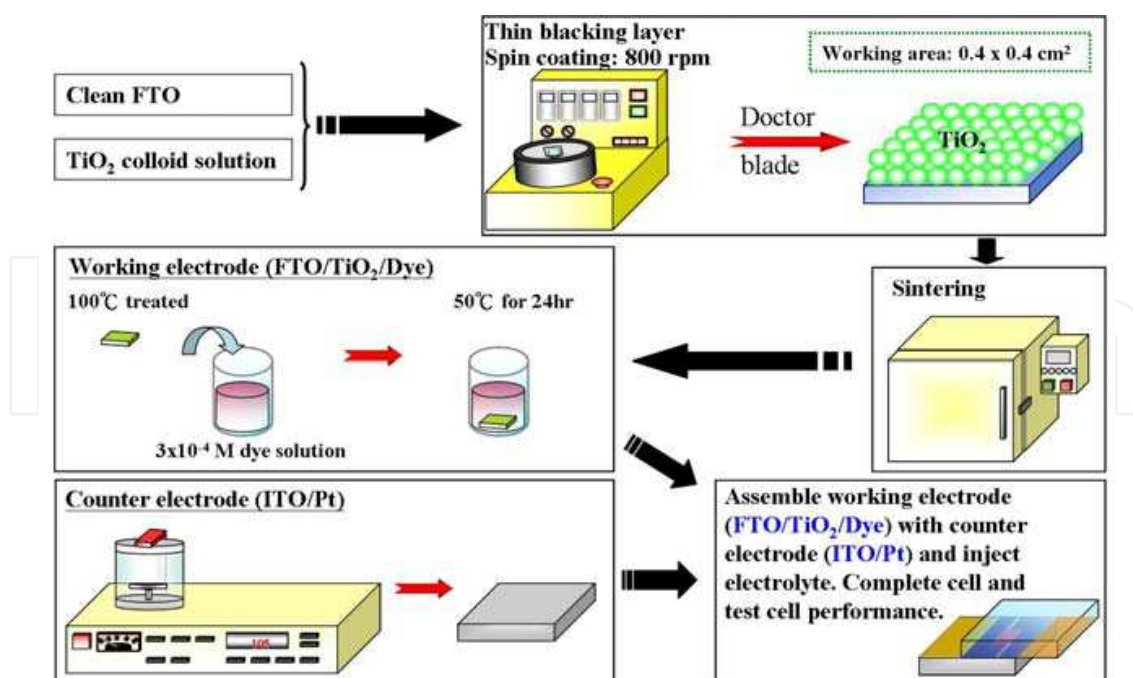 Clean FTO
TiO₂ colloid solution
Thin blacking layer
Spin coating: 800 rpm
Working area: 0.4 x 0.4 cm²
Doctor
blade
TiO₂
Sintering
Working electrode (FTO/TiO₂/Dye)
100℃ treated
50℃ for 24hr
3x10⁻⁴ M dye solution
Counter electrode (ITO/Pt)
105
Assemble working electrode
(FTO/TiO₂/Dye) with counter
electrode (ITO/Pt) and inject
electrolyte. Complete cell and
test cell performance.